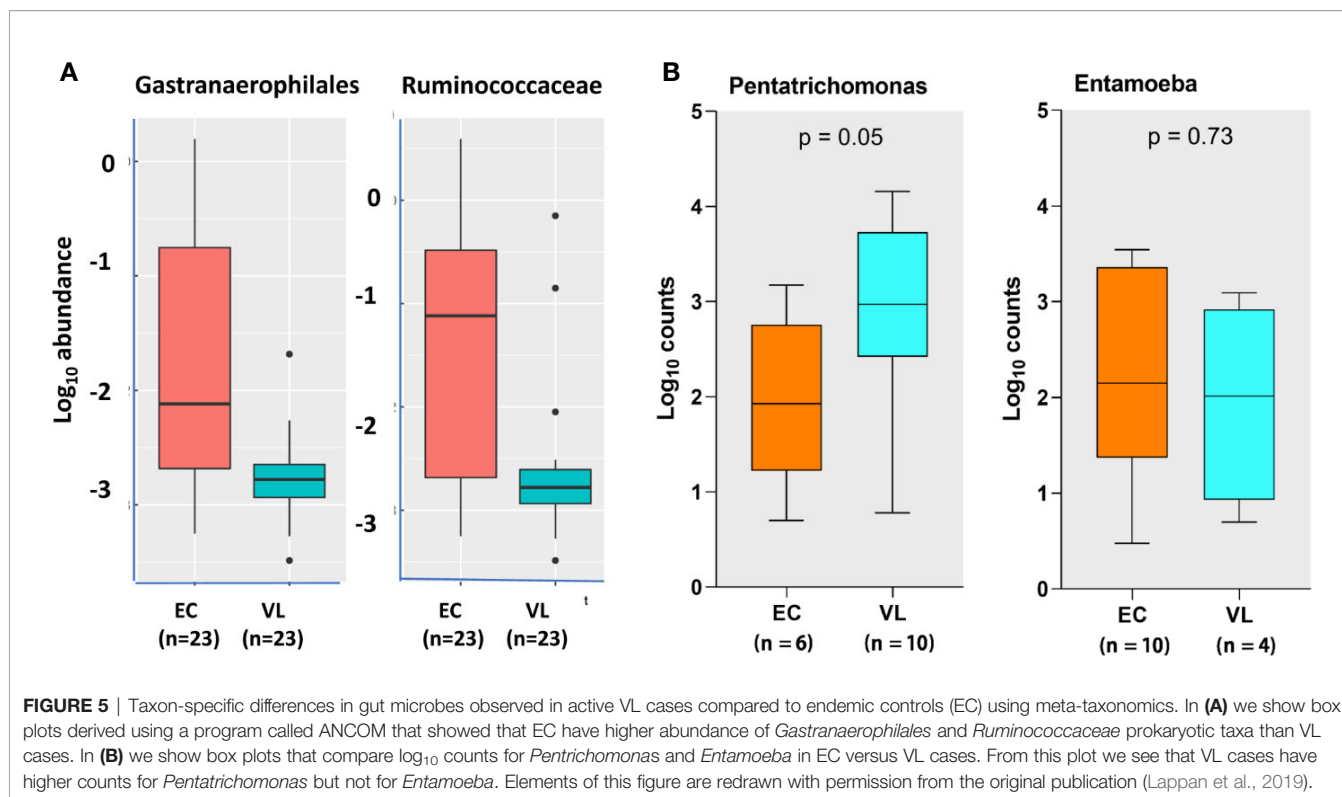 A
B
Gastranaerophilales
Ruminococcaceae
Log10 abundance
0
-1
-2
-3
EC
VL
(n=23)
(n=23)
0
-1
-2
-3
EC
VL
t
(n=23)
(n=23)
Pentatrichomonas
p = 0.05
Log10 counts
5
4
3
2
1
0
EC
VL
(n = 6)
(n = 10)
Entamoeba
p = 0.73
Log10 counts
5
4
3
2
1
0
EC
VL
(n = 10)
(n = 4)
FIGURE 5 | Taxon-specific differences in gut microbes observed in active VL cases compared to endemic controls (EC) using meta-taxonomics. In (A) we show box
plots derived using a program called ANCOM that showed that EC have higher abundance of Gastranaerophilales and Ruminococcaceae prokaryotic taxa than VL
cases. In (B) we show box plots that compare log10 counts for Pentrichomonas and Entamoeba in EC versus VL cases. From this plot we see that VL cases have
higher counts for Pentatrichomonas but not for Entamoeba. Elements of this figure are redrawn with permission from the original publication (Lappan et al., 2019).